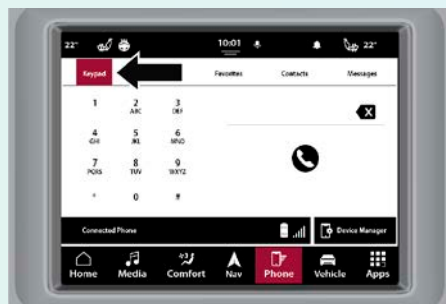 22° 10:01 22°
Keypad Favorites Contacts Messages
1 2 3
ABC DEF
4 5 6
GHI JKL MNO
7 8 9
PQRS TUV WXYZ
* 0 #
Connected Phone Device Manager
Home Media Comfort Nav Phone Vehicle Apps